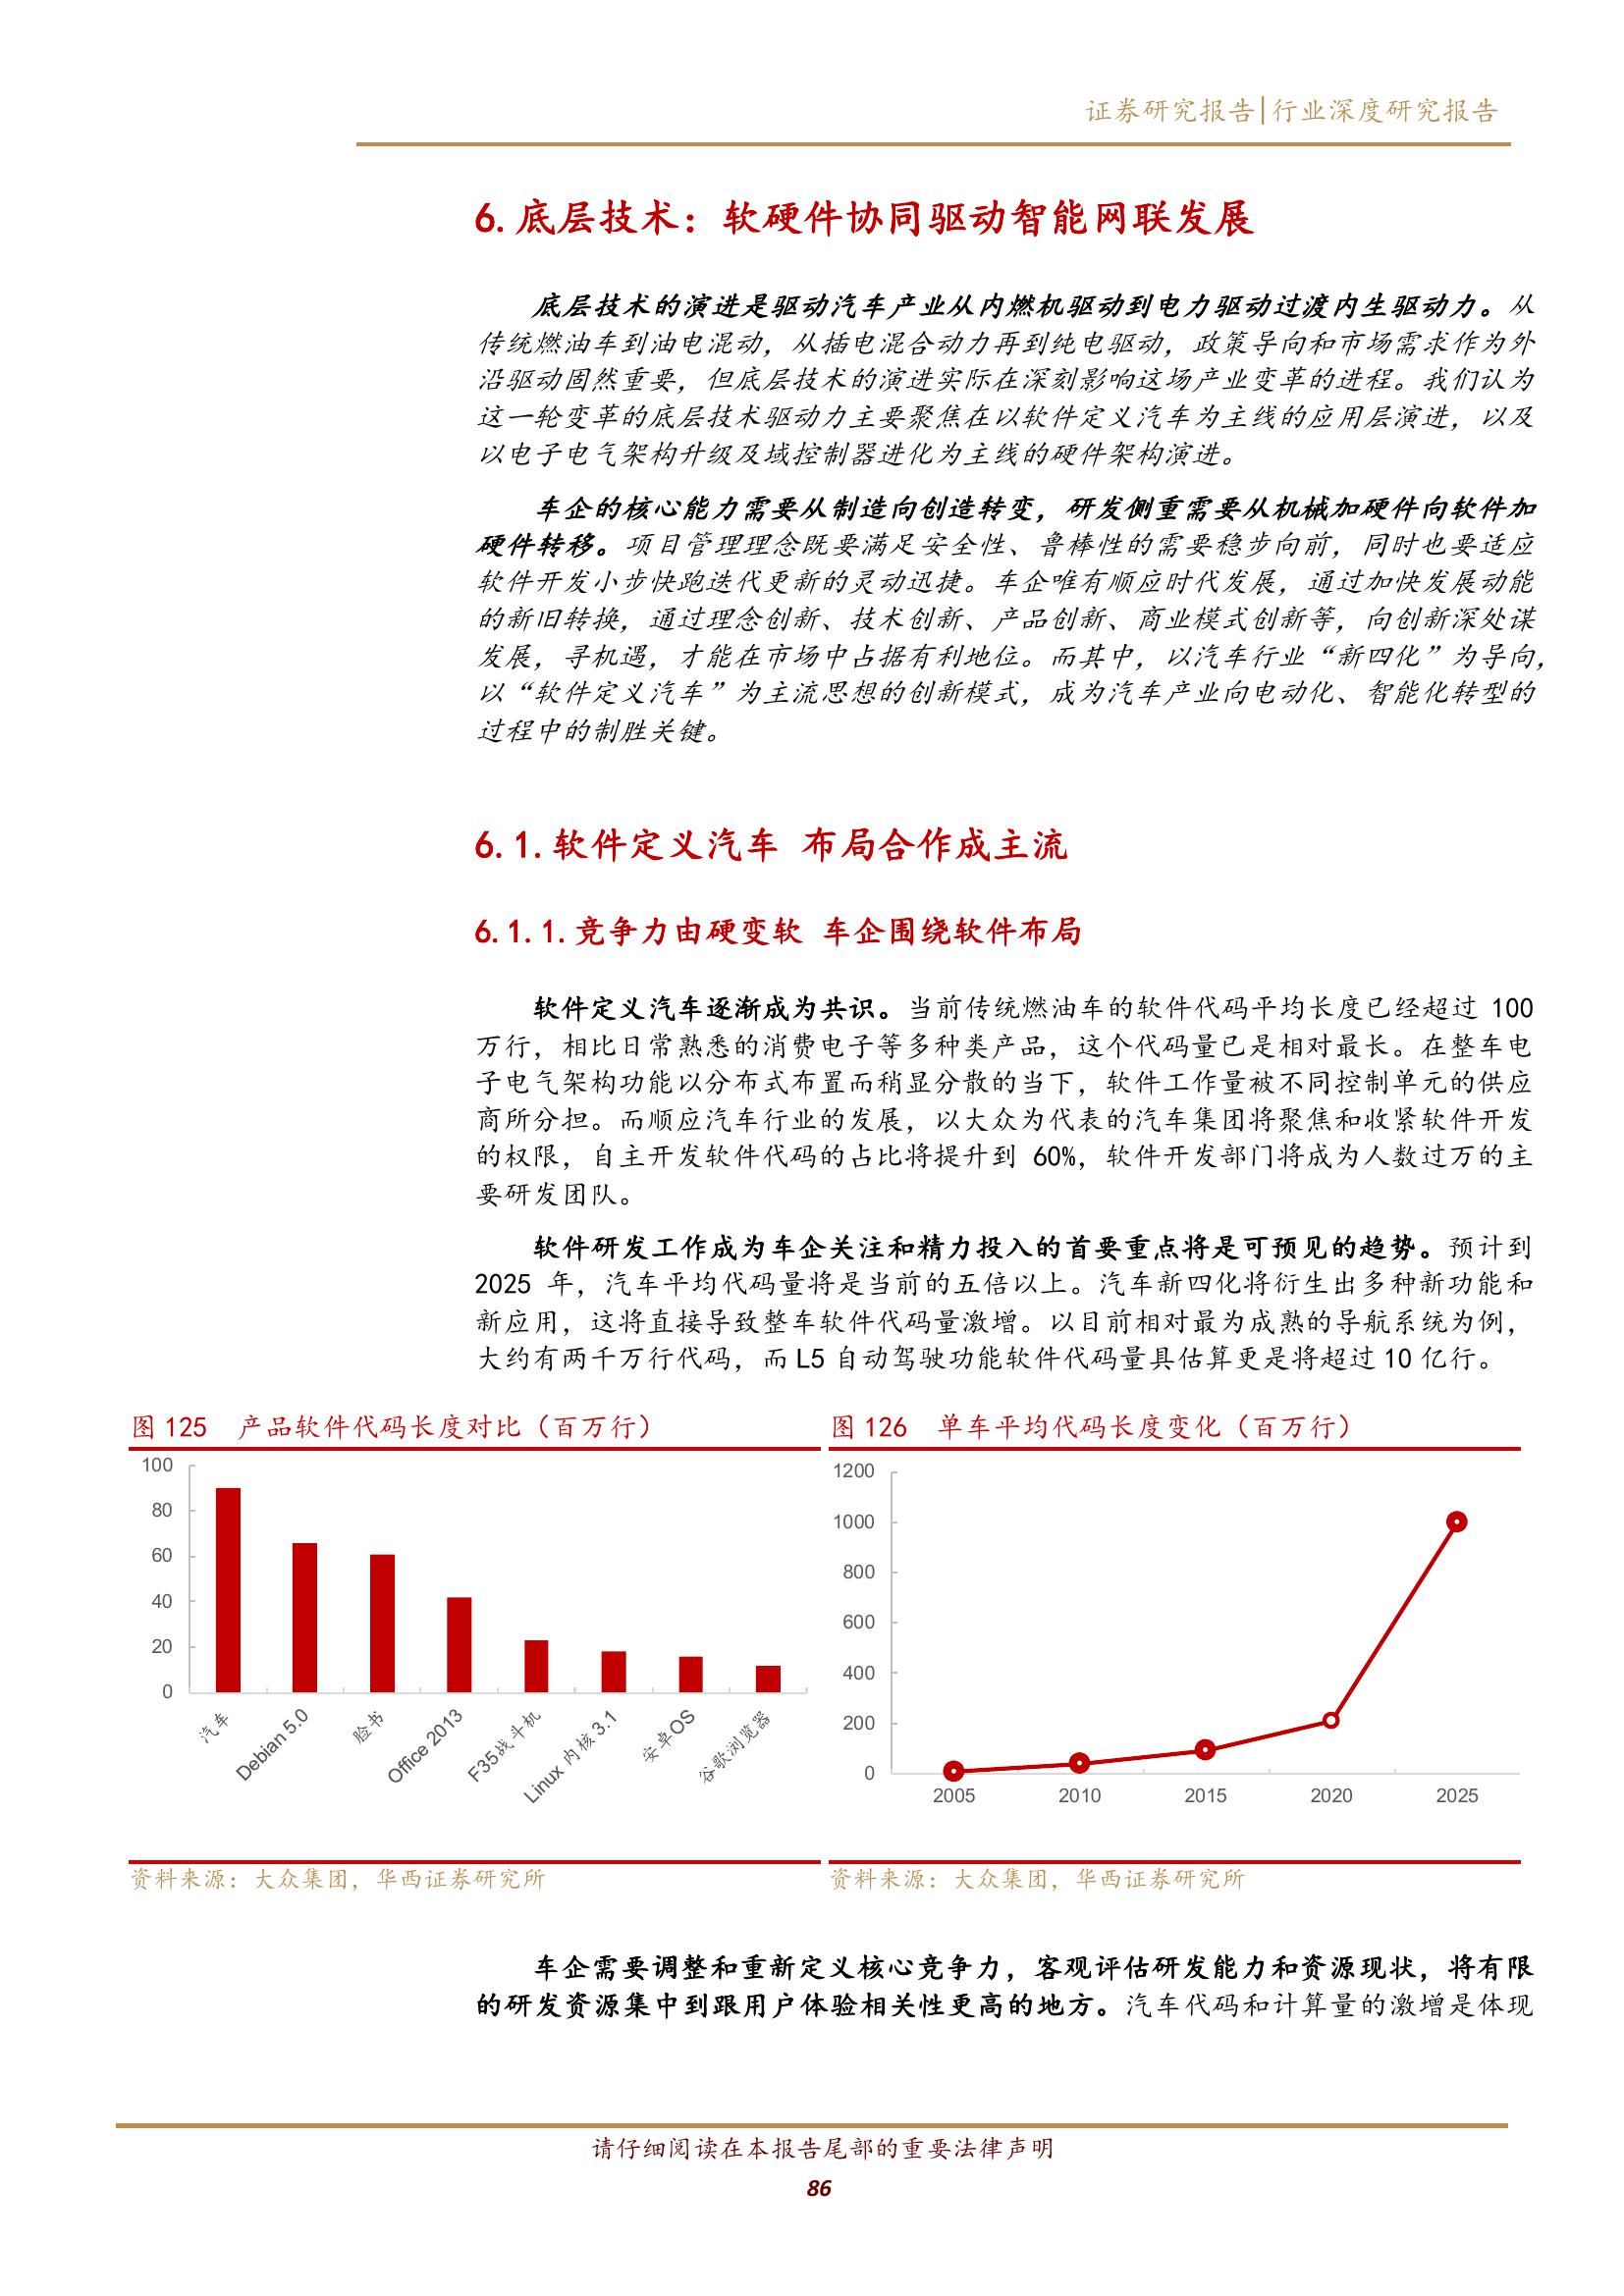 证券研究报告|行业深度研究报告
6.底层技术：软硬件协同驱动智能网联发展
底层技术的演进是驱动汽车产业从内燃机驱动到电力驱动过渡内生驱动力。从
传统燃油车到油电混动，从插电混合动力再到纯电驱动，政策导向和市场需求作为外
沿驱动固然重要，但底层技术的演进实际在深刻影响这场产业变革的进程。我们认为
这一轮变革的底层技术驱动力主要聚焦在以软件定义汽车为主线的应用层演进，以及
以电子电气架构升级及域控制器进化为主线的硬件架构演进。
车企的核心能力需要从制造向创造转变，研发侧重需要从机械加硬件向软件加
硬件转移。项目管理理念既要满足安全性、鲁棒性的需要稳步向前，同时也要适应
软件开发小步快跑迭代更新的灵动迅捷。车企唯有顺应时代发展，通过加快发展动能
的新旧转换，通过理念创新、技术创新、产品创新、商业模式创新等，向创新深处谋
发展，寻机遇，才能在市场中占据有利地位。而其中，以汽车行业“新四化”为导向，
以“软件定义汽车”为主流思想的创新模式，成为汽车产业向电动化、智能化转型的
过程中的制胜关键。
6.1.软件定义汽车 布局合作成主流
6.1.1.竞争力由硬变软 车企围绕软件布局
软件定义汽车逐渐成为共识。当前传统燃油车的软件代码平均长度已经超过 100
万行，相比日常熟悉的消费电子等多种类产品，这个代码量已是相对最长。在整车电
子电气架构功能以分布式布置而稍显分散的当下，软件工作量被不同控制单元的供应
商所分担。而顺应汽车行业的发展，以大众为代表的汽车集团将聚焦和收紧软件开发
的权限，自主开发软件代码的占比将提升到 60%，软件开发部门将成为人数过万的主
要研发团队。
软件研发工作成为车企关注和精力投入的首要重点将是可预见的趋势。预计到
2025 年，汽车平均代码量将是当前的五倍以上。汽车新四化将衍生出多种新功能和
新应用，这将直接导致整车软件代码量激增。以目前相对最为成熟的导航系统为例，
大约有两千万行代码，而 L5 自动驾驶功能软件代码量具估算更是将超过 10 亿行。
图 125 产品软件代码长度对比（百万行）
100
80
60
40
20
0
汽车
Debian 5.0
脸书
Office 2013
F35战斗机
Linux 内核3.1
安卓OS
谷歌浏览器
资料来源：大众集团，华西证券研究所
图 126 单车平均代码长度变化（百万行）
1200
1000
800
600
400
200
0
2005
2010
2015
2020
2025
资料来源：大众集团，华西证券研究所
车企需要调整和重新定义核心竞争力，客观评估研发能力和资源现状，将有限
的研发资源集中到跟用户体验相关性更高的地方。汽车代码和计算量的激增是体现
请仔细阅读在本报告尾部的重要法律声明
86